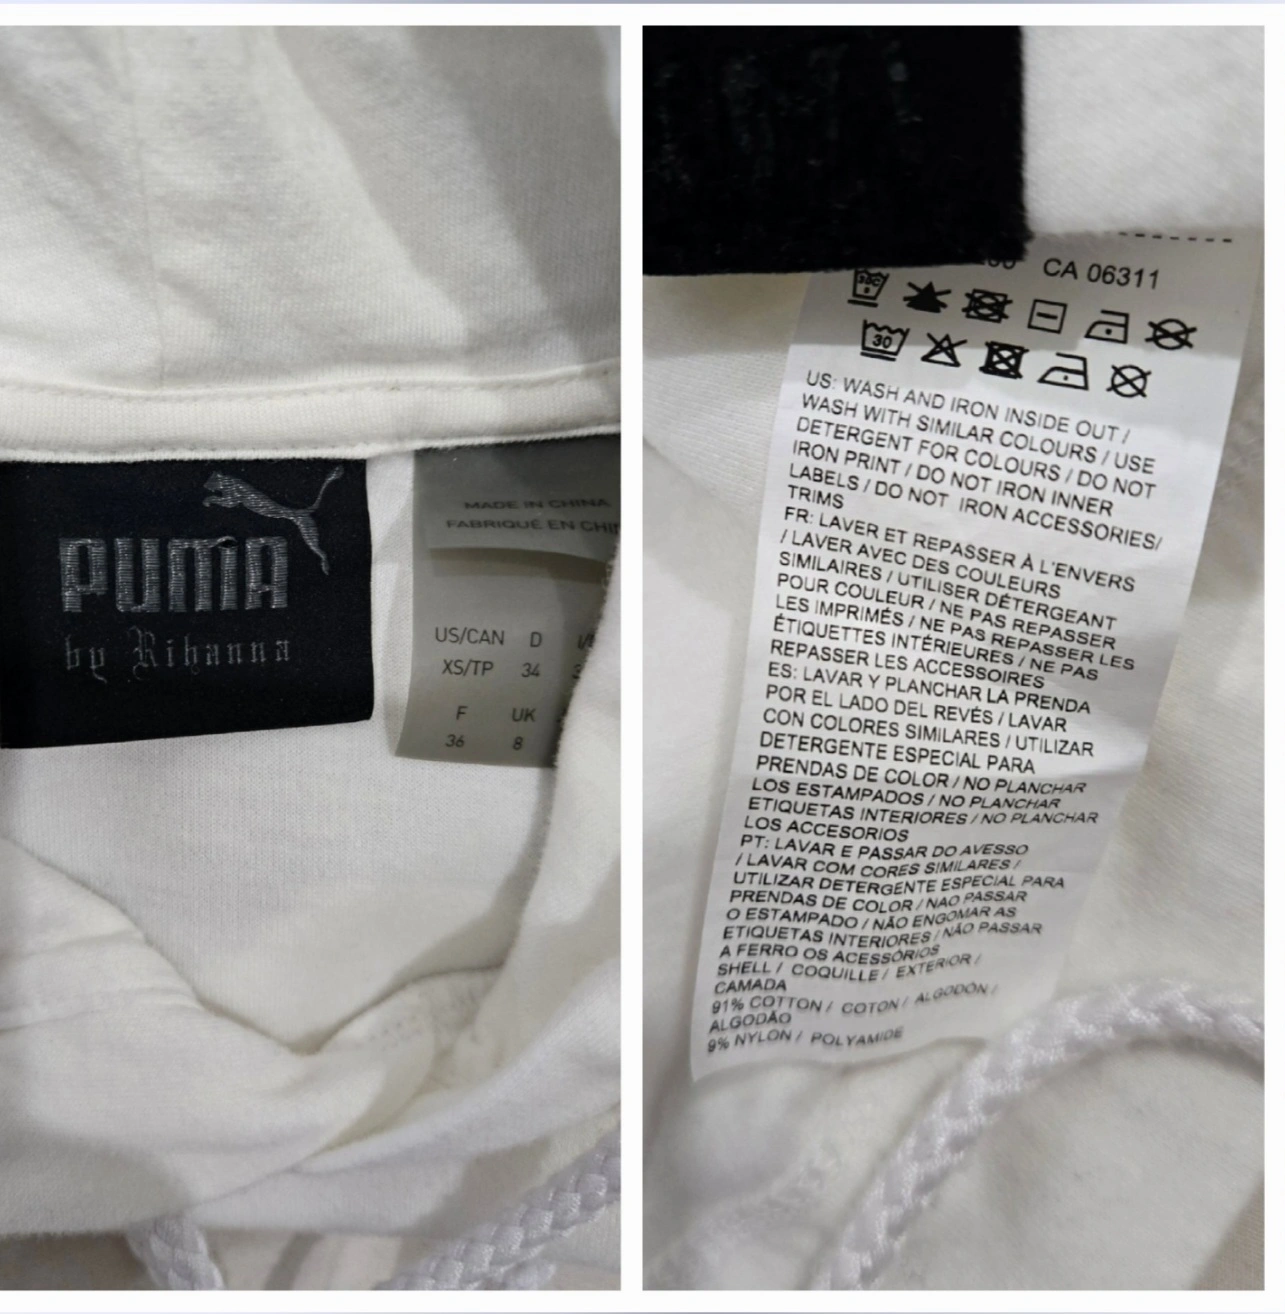 PUMA
by Rihanna
MADE IN CHINA
FABRIQUÉ EN CHI
US/CAN D
XS/TP 34
F UK
36 8
CA 06311
30C
30
US: WASH AND IRON INSIDE OUT /
WASH WITH SIMILAR COLOURS / USE
DETERGENT FOR COLOURS / DO NOT
IRON PRINT / DO NOT IRON INNER
LABELS / DO NOT IRON ACCESSORIES/
TRIMS
FR: LAVER ET REPASSER À L'ENVERS
/ LAVER AVEC DES COULEURS
SIMILAIRES / UTILISER DÉTERGEANT
POUR COULEUR / NE PAS REPASSER
LES IMPRIMÉS / NE PAS REPASSER LES
ÉTIQUETTES INTÉRIEURES / NE PAS
REPASSER LES ACCESSOIRES
ES: LAVAR Y PLANCHAR LA PRENDA
POR EL LADO DEL REVÉS / LAVAR
CON COLORES SIMILARES / UTILIZAR
DETERGENTE ESPECIAL PARA
PRENDAS DE COLOR / NO PLANCHAR
LOS ESTAMPADOS / NO PLANCHAR
ETIQUETAS INTERIORES / NO PLANCHAR
LOS ACCESORIOS
PT: LAVAR E PASSAR DO AVESSO
/ LAVAR COM CORES SIMILARES /
UTILIZAR DETERGENTE ESPECIAL PARA
PRENDAS DE COLOR / NAO PASSAR
O ESTAMPADO / NÃO ENGOMAR AS
ETIQUETAS INTERIORES / NÃO PASSAR
A FERRO OS ACESSÓRIOS
SHELL / COQUILLE / EXTERIOR /
CAMADA
91% COTTON / COTON / ALGODÓN /
ALGODÃO
9% NYLON / POLYAMIDE